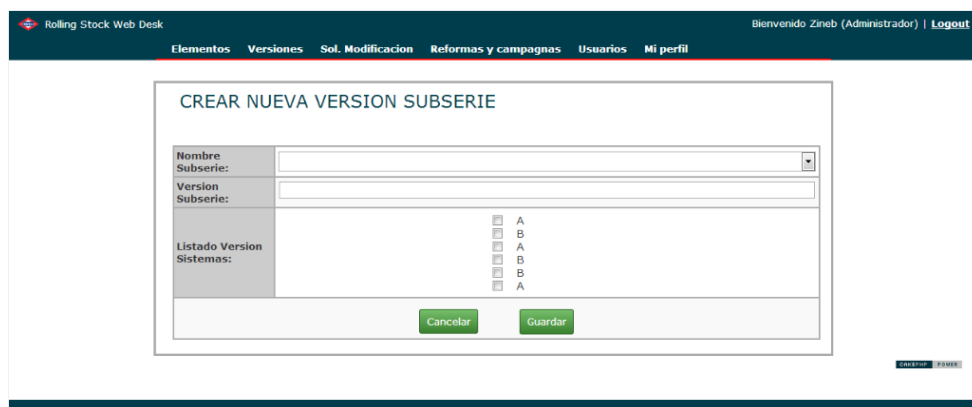 Rolling Stock Web Desk
Bienvenido Zineb (Administrador) | Logout
Elementos Versiones Sol. Modificacion Reformas y campagnas Usuarios Mi perfil
CREAR NUEVA VERSION SUBSERIE
Nombre
Subserie:
Version
Subserie:
Listado Version
Sistemas:
A
B
A
B
B
A
Cancelar Guardar
CAKEPHP POWER